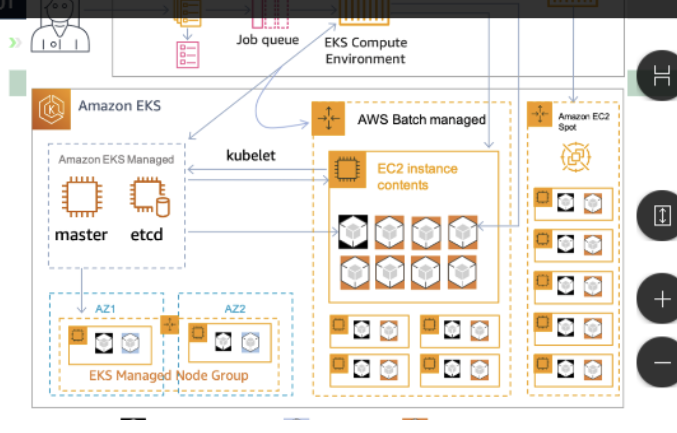 Job queue
EKS Compute
Environment
Amazon EKS
AWS Batch managed
Amazon EC2
Spot
Amazon EKS Managed
kubelet
EC2 instance
contents
master
etcd
AZ1
AZ2
EKS Managed Node Group